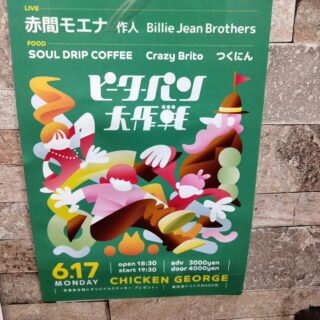 LIVE
赤間モエナ 作人 Billie Jean Brothers
FOOD
SOUL DRIP COFFEE Crazy Brito つくにん
ピーターパン
大作戦
6.17
MONDAY
open 18:30
start 19:30
adv 3000yen
door 4000yen
CHICKEN GEORGE